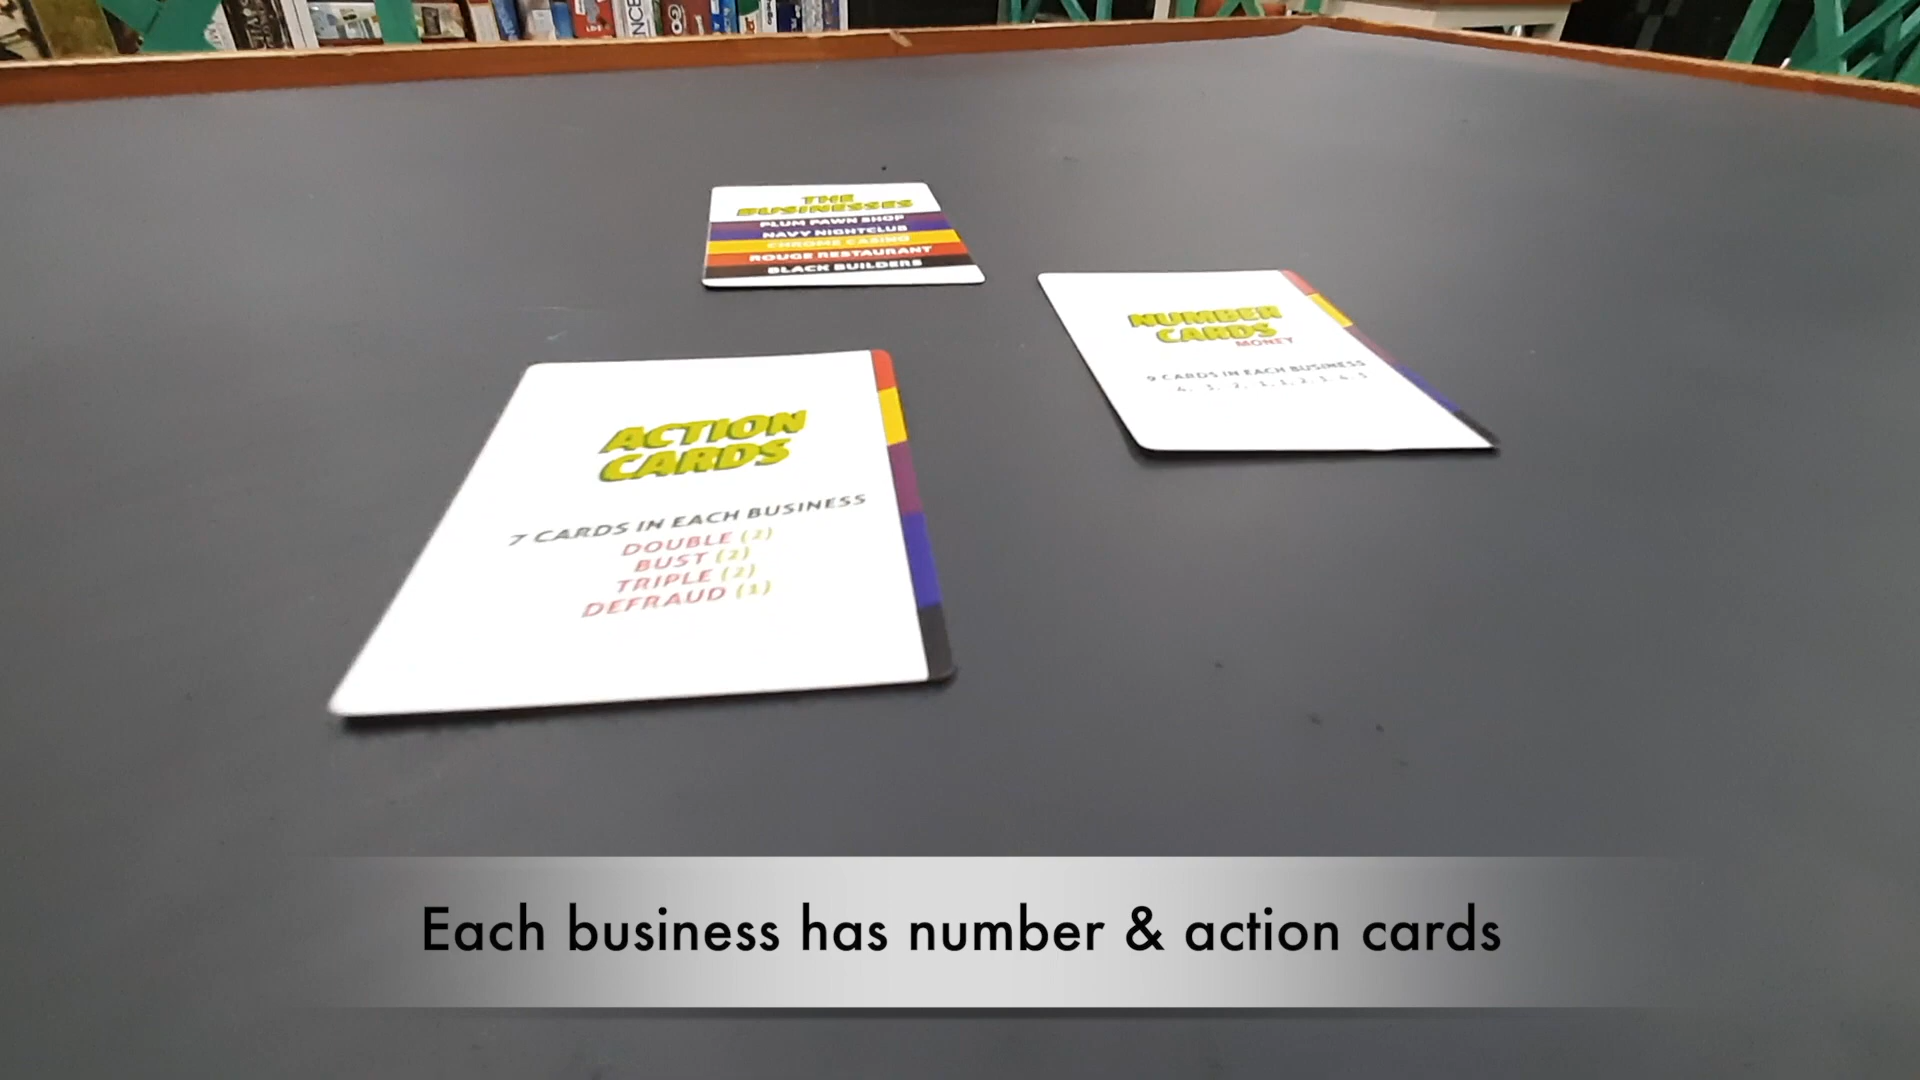 THE
BUSINESSES
PLUM PAWN SHOP
NAVY NIGHTCLUB
CHROME CASINO
ROUGE RESTAURANT
BLACK BUILDERS
NUMBER
CARDS
MONEY
9 CARDS IN EACH BUSINESS
ACTION
CARDS
7 CARDS IN EACH BUSINESS
DOUBLE (2)
BUST (2)
TRIPLE (2)
DEFRAUD (1)
Each business has number & action cards